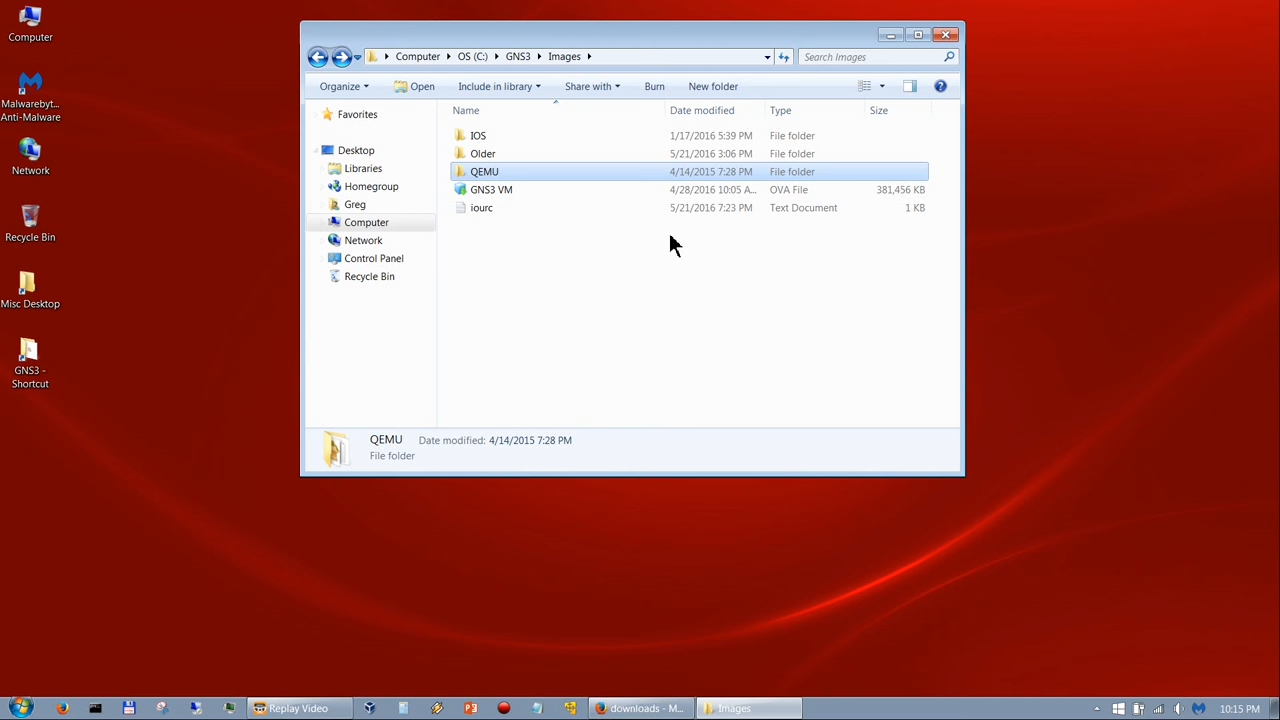 Computer
Malwarebyt...
Anti-Malware
Network
Recycle Bin
Misc Desktop
GNS3 -
Shortcut
Computer OS (C:) GNS3 Images
Search Images
Organize Open Include in library Share with Burn New folder
Name Date modified Type Size
Favorites
Desktop
Libraries
Homegroup
Greg
Computer
Network
Control Panel
Recycle Bin
IOS 1/17/2016 5:39 PM File folder
Older 5/21/2016 3:06 PM File folder
QEMU 4/14/2015 7:28 PM File folder
GNS3 VM 4/28/2016 10:05 A... OVA File 381,456 KB
iourc 5/21/2016 7:23 PM Text Document 1 KB
QEMU Date modified: 4/14/2015 7:28 PM
File folder
Replay Video downloads - M... Images 10:15 PM